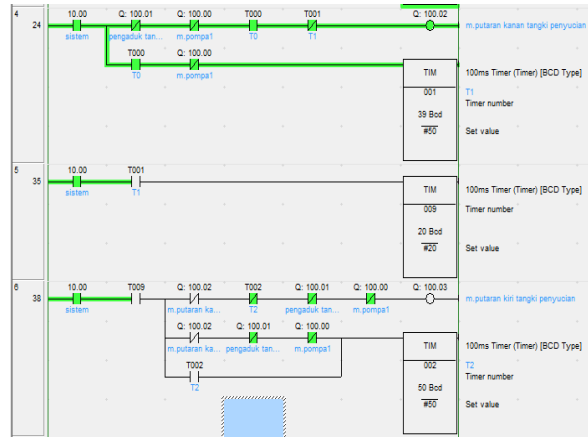 4 24 10.00 Q: 100.01 Q: 100.00 T000 T001 Q: 100.02
sistem pengaduk tan... m.pompa1 T0 T1 m.putaran kanan tangki penyucian
T000 Q: 100.00
T0 m.pompa1
TIM 100ms Timer (Timer) [BCD Type]
001 T1
Timer number
39 Bcd
#50 Set value
5 35 10.00 T001
sistem T1
TIM 100ms Timer (Timer) [BCD Type]
009 Timer number
20 Bcd
#20 Set value
6 38 10.00 T009 Q: 100.02 T002 Q: 100.01 Q: 100.00 Q: 100.03
sistem m.putaran ka... T2 pengaduk tan... m.pompa1 m.putaran kiri tangki penyucian
Q: 100.02 Q: 100.01 Q: 100.00
m.putaran ka... pengaduk tan... m.pompa1
TIM 100ms Timer (Timer) [BCD Type]
T002
T2
002 T2
Timer number
50 Bcd
#50 Set value